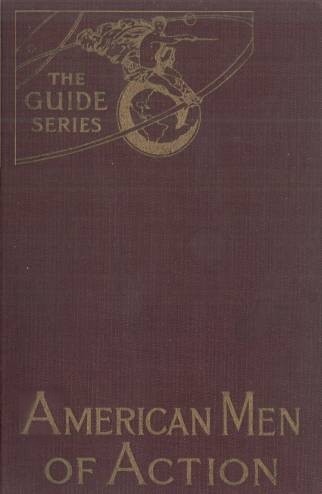 THE
GUIDE
SERIES
AMERICAN MEN
OF ACTION